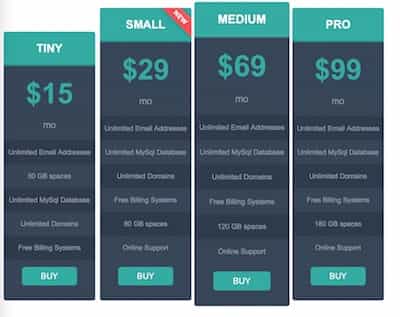 TINY
$15
mo
Unlimited Email Addresses
50 GB spaces
Unlimited MySql Database
Unlimited Domains
Free Billing Systems
BUY
SMALL
NEW
$29
mo
Unlimited Email Addresses
Unlimited MySql Database
Unlimited Domains
Free Billing Systems
80 GB spaces
Online Support
BUY
MEDIUM
$69
mo
Unlimited Email Addresses
Unlimited MySql Database
Unlimited Domains
Free Billing Systems
120 GB spaces
Online Support
BUY
PRO
$99
mo
Unlimited Email Addresses
Unlimited MySql Database
Unlimited Domains
Free Billing Systems
180 GB spaces
Online Support
BUY